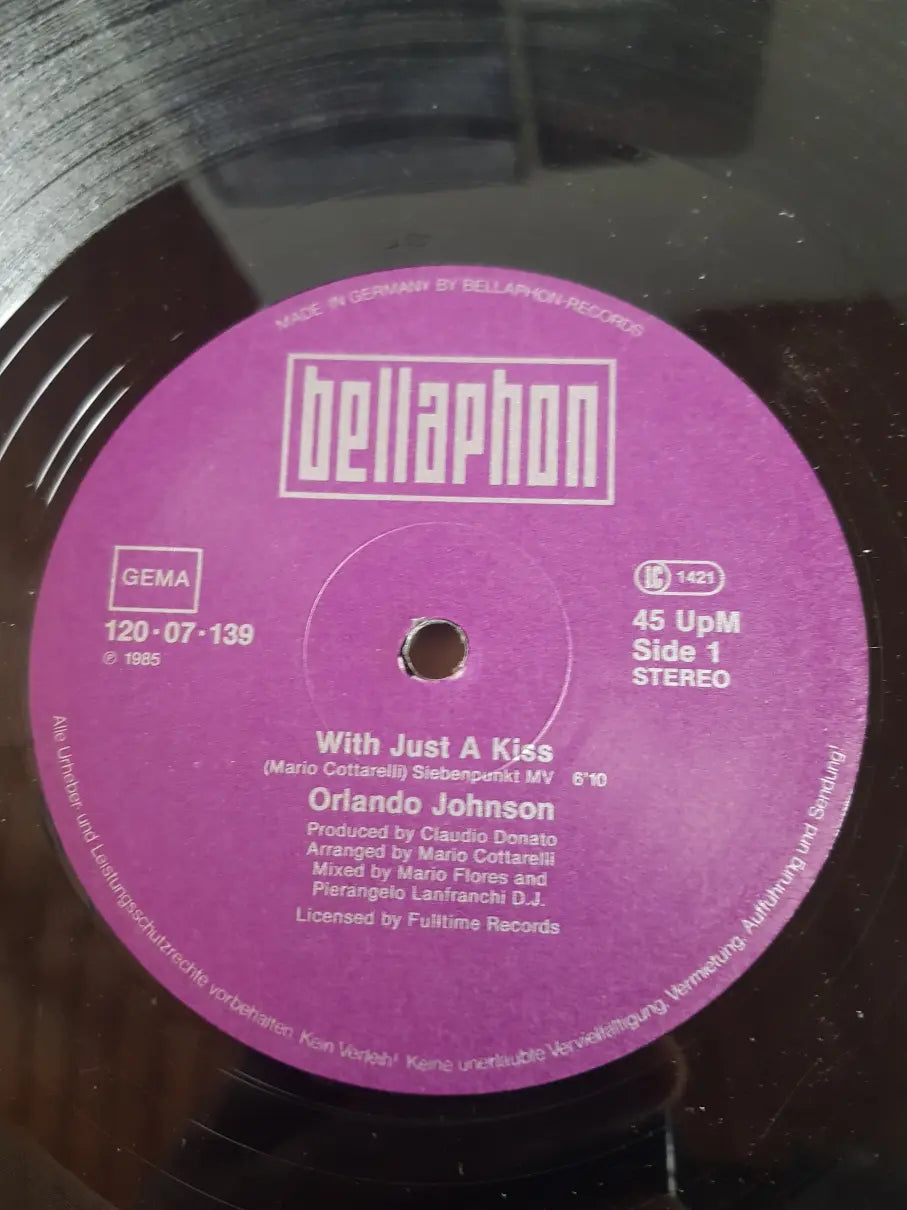 MADE IN GERMANY BY BELLAPHON-RECORDS
bellaphon
GEMA
120·07·139
℗ 1985
LC 1421
45 UpM
Side 1
STEREO
With Just A Kiss
(Mario Cottarelli) Siebenpunkt MV 6'10
Orlando Johnson
Produced by Claudio Donato
Arranged by Mario Cottarelli
Mixed by Mario Flores and
Pierangelo Lanfranchi D.J.
Licensed by Fulltime Records
Alle Urheber- und Leistungsschutzrechte vorbehalten. Kein Verleih! Keine unerlaubte Vervielfältigung, Vermietung, Aufführung und Sendung!